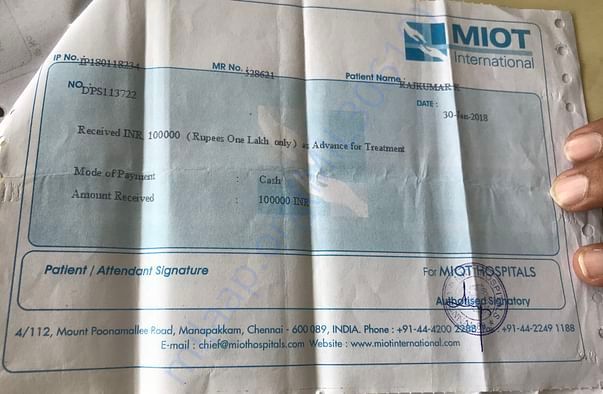 MIOT
International
IP No. IP180118234
MR No. 528621
Patient Name: RAJKUMAR K
NO DPS113722
DATE :
30-Jan-2018
Received INR 100000 (Rupees One Lakh only) as Advance for Treatment
Mode of Payment : Cash
Amount Received : 100000 INR
Patient / Attendant Signature
For MIOT HOSPITALS
Authorised Signatory
4/112, Mount Poonamallee Road, Manapakkam, Chennai - 600 089, INDIA. Phone : +91-44-4200 2288 Fax : +91-44-2249 1188
E-mail : chief@miothospitals.com Website : www.miotinternational.com